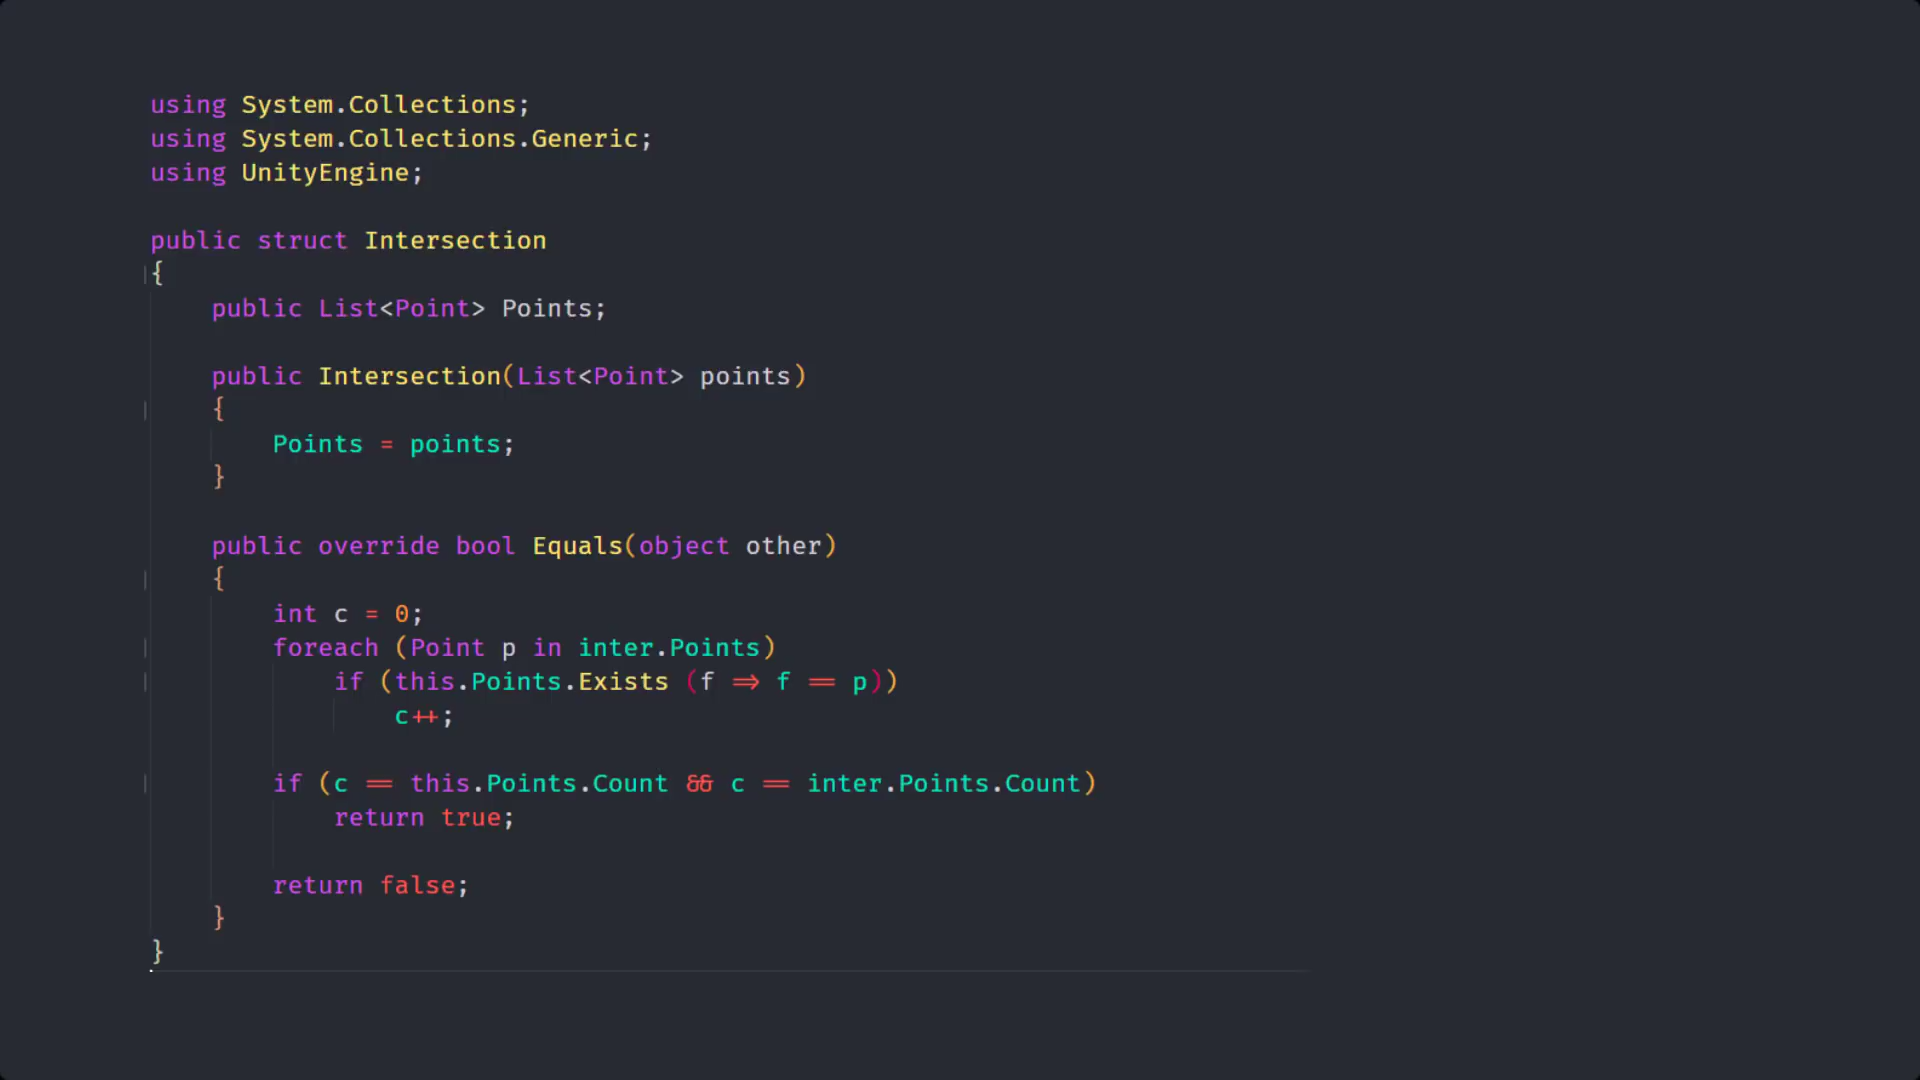 using System.Collections;
using System.Collections.Generic;
using UnityEngine;
public struct Intersection
{
public List<Point> Points;
public Intersection(List<Point> points)
{
Points = points;
}
public override bool Equals(object other)
{
int c = 0;
foreach (Point p in inter.Points)
if (this.Points.Exists (f => f == p))
c++;
if (c == this.Points.Count && c == inter.Points.Count)
return true;
return false;
}
}